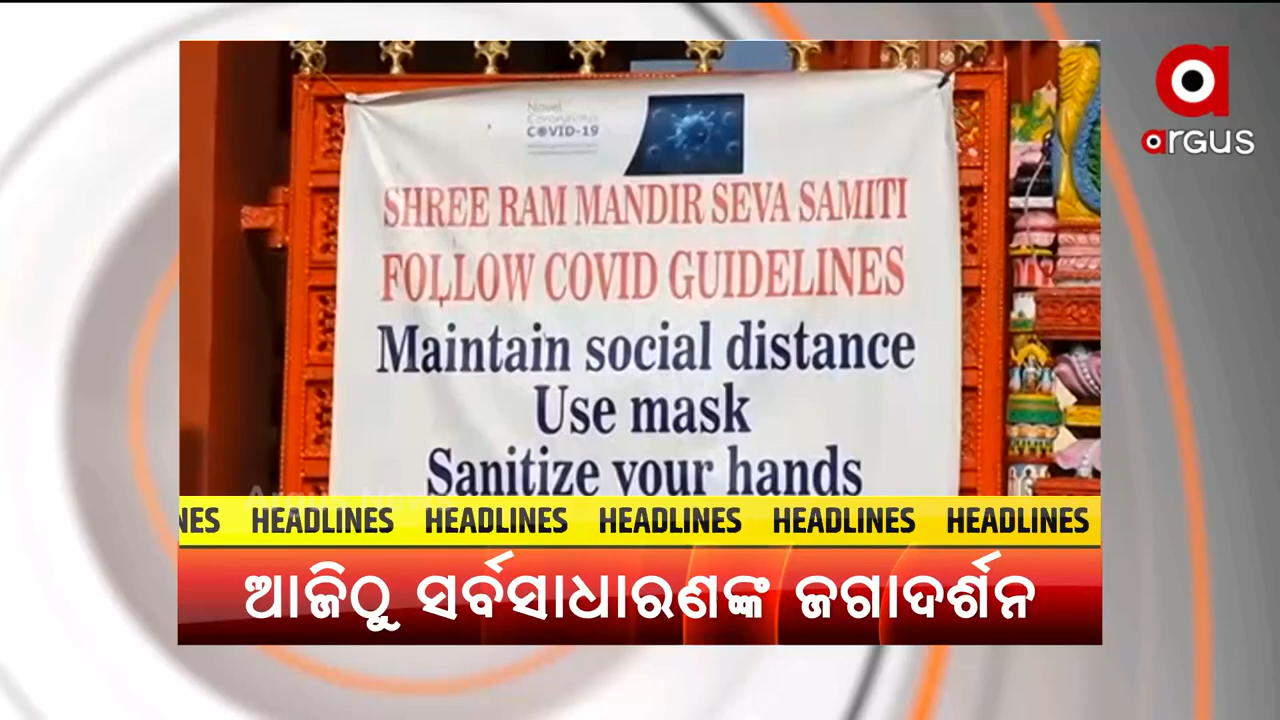 argus
Novel
Coronavirus
COVID-19
SHREE RAM MANDIR SEVA SAMITI
FOLLOW COVID GUIDELINES
Maintain social distance
Use mask
Sanitize your hands
NES HEADLINES HEADLINES HEADLINES HEADLINES HEADLINES
ଆଜିଠୁ ସର୍ବସାଧାରଣଙ୍କ ଜଗାଦର୍ଶନ